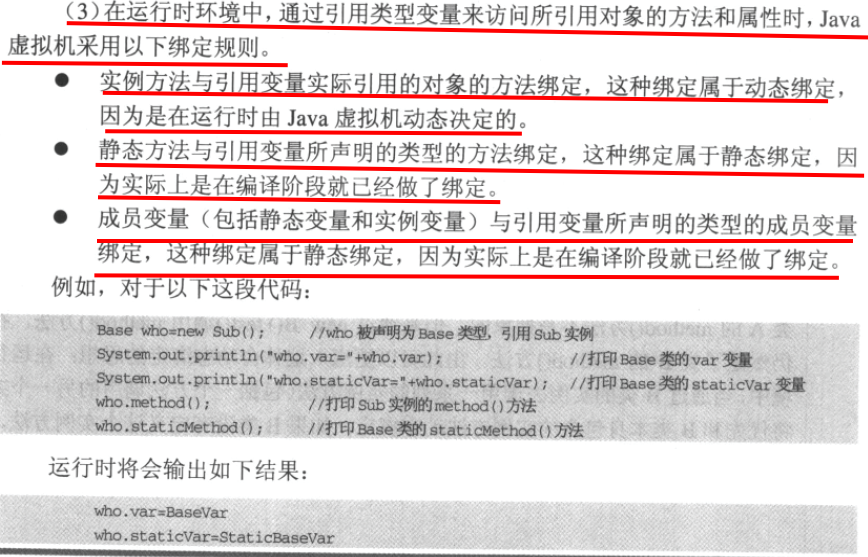 （3）在运行时环境中，通过引用类型变量来访问所引用对象的方法和属性时，Java
虚拟机采用以下绑定规则。
● 实例方法与引用变量实际引用的对象的方法绑定，这种绑定属于动态绑定，
因为是在运行时由 Java 虚拟机动态决定的。
● 静态方法与引用变量所声明的类型的方法绑定，这种绑定属于静态绑定，因
为实际上是在编译阶段就已经做了绑定。
● 成员变量（包括静态变量和实例变量）与引用变量所声明的类型的成员变量
绑定，这种绑定属于静态绑定，因为实际上是在编译阶段就已经做了绑定。
例如，对于以下这段代码：
Base who=new Sub(); //who 被声明为 Base 类型，引用 Sub 实例
System.out.println("who.var="+who.var); //打印 Base 类的 var 变量
System.out.println("who.staticVar="+who.staticVar); //打印 Base 类的 staticVar 变量
who.method(); //打印 Sub 实例的 method()方法
who.staticMethod(); //打印 Base 类的 staticMethod()方法
运行时将会输出如下结果：
who.var=BaseVar
who.staticVar=StaticBaseVar